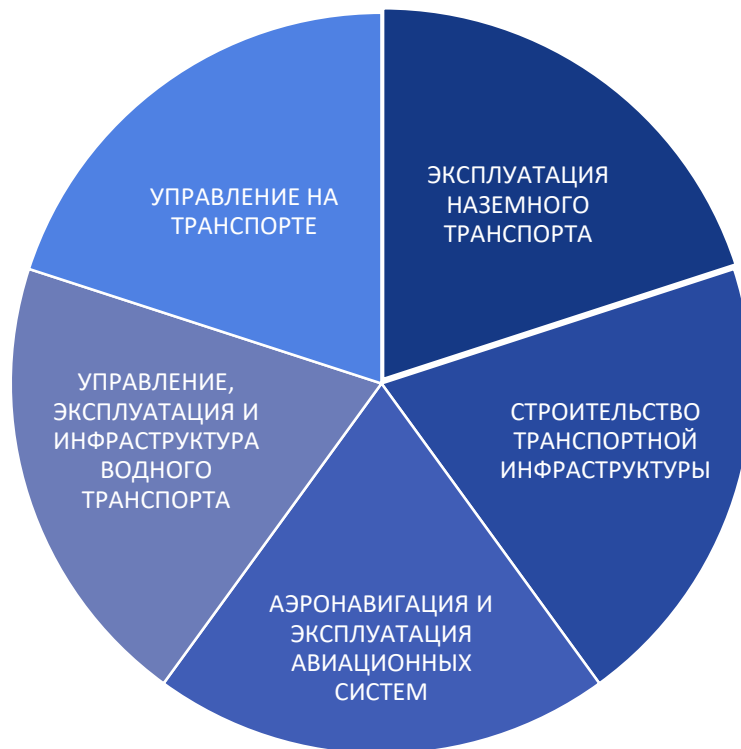 УПРАВЛЕНИЕ НА
ТРАНСПОРТЕ
ЭКСПЛУАТАЦИЯ
НАЗЕМНОГО
ТРАНСПОРТА
УПРАВЛЕНИЕ,
ЭКСПЛУАТАЦИЯ И
ИНФРАСТРУКТУРА
ВОДНОГО
ТРАНСПОРТА
СТРОИТЕЛЬСТВО
ТРАНСПОРТНОЙ
ИНФРАСТРУКТУРЫ
АЭРОНАВИГАЦИЯ И
ЭКСПЛУАТАЦИЯ
АВИАЦИОННЫХ
СИСТЕМ